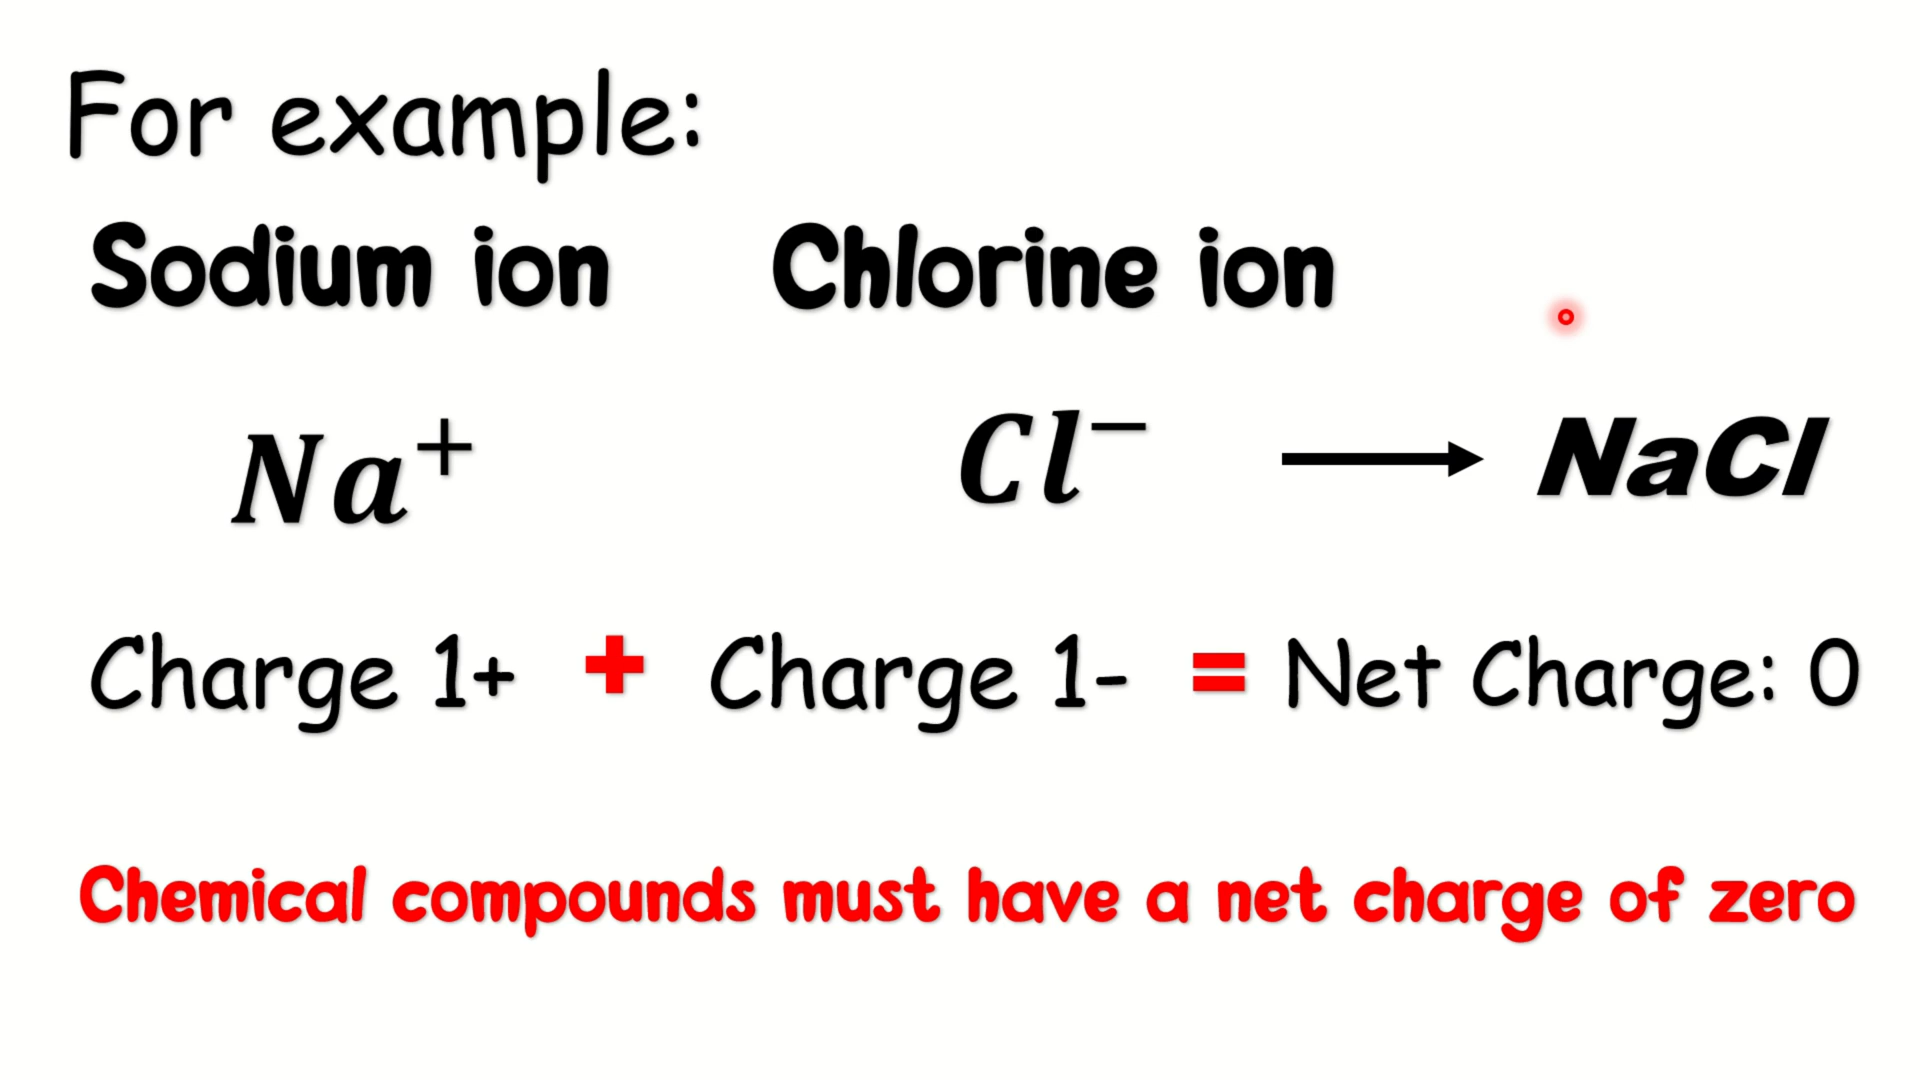 For example:
Sodium ion Chlorine ion
Na⁺ Cl⁻ → NaCl
Charge 1+ + Charge 1- = Net Charge: 0
Chemical compounds must have a net charge of zero